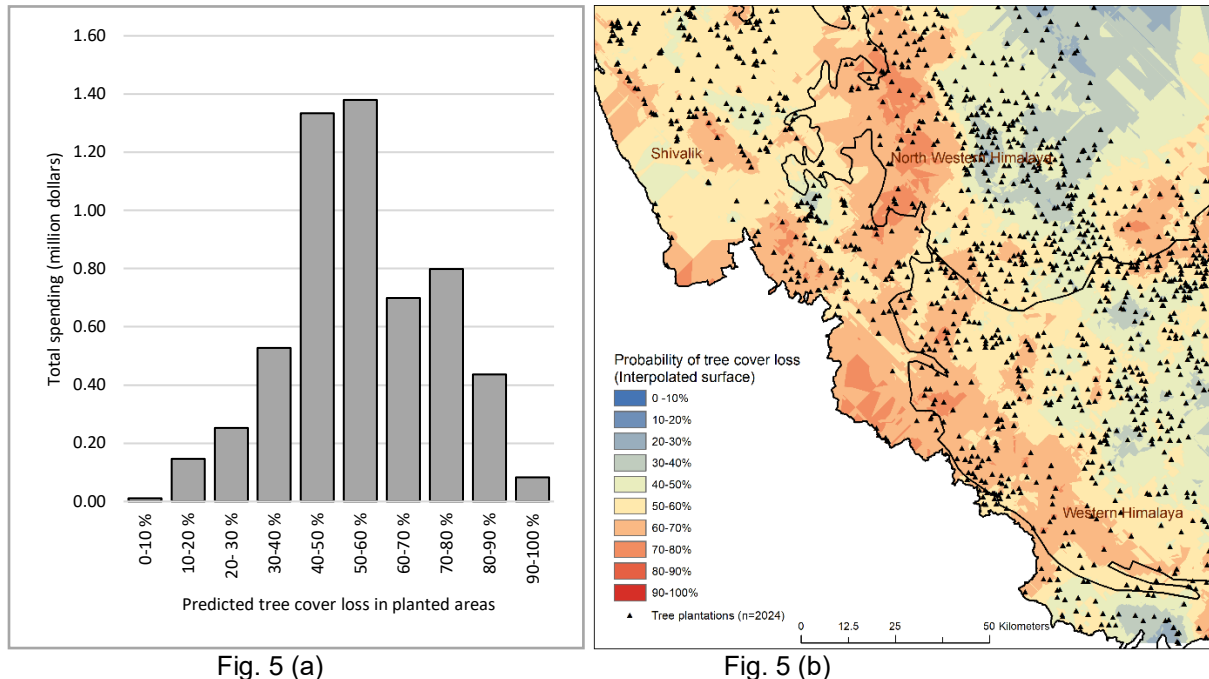 1.60
1.40
1.20
1.00
0.80
0.60
0.40
0.20
0.00
Total spending (million dollars)
0-10 %
10-20 %
20- 30 %
30-40 %
40-50 %
50-60 %
60-70 %
70-80 %
80-90 %
90-100 %
Predicted tree cover loss in planted areas
Fig. 5 (a)
Shivalik
North Western Himalaya
Western Himalaya
Probability of tree cover loss
(Interpolated surface)
0 -10%
10-20%
20-30%
30-40%
40-50%
50-60%
60-70%
70-80%
80-90%
90-100%
Tree plantations (n=2024)
0 12.5 25 50 Kilometers
Fig. 5 (b)